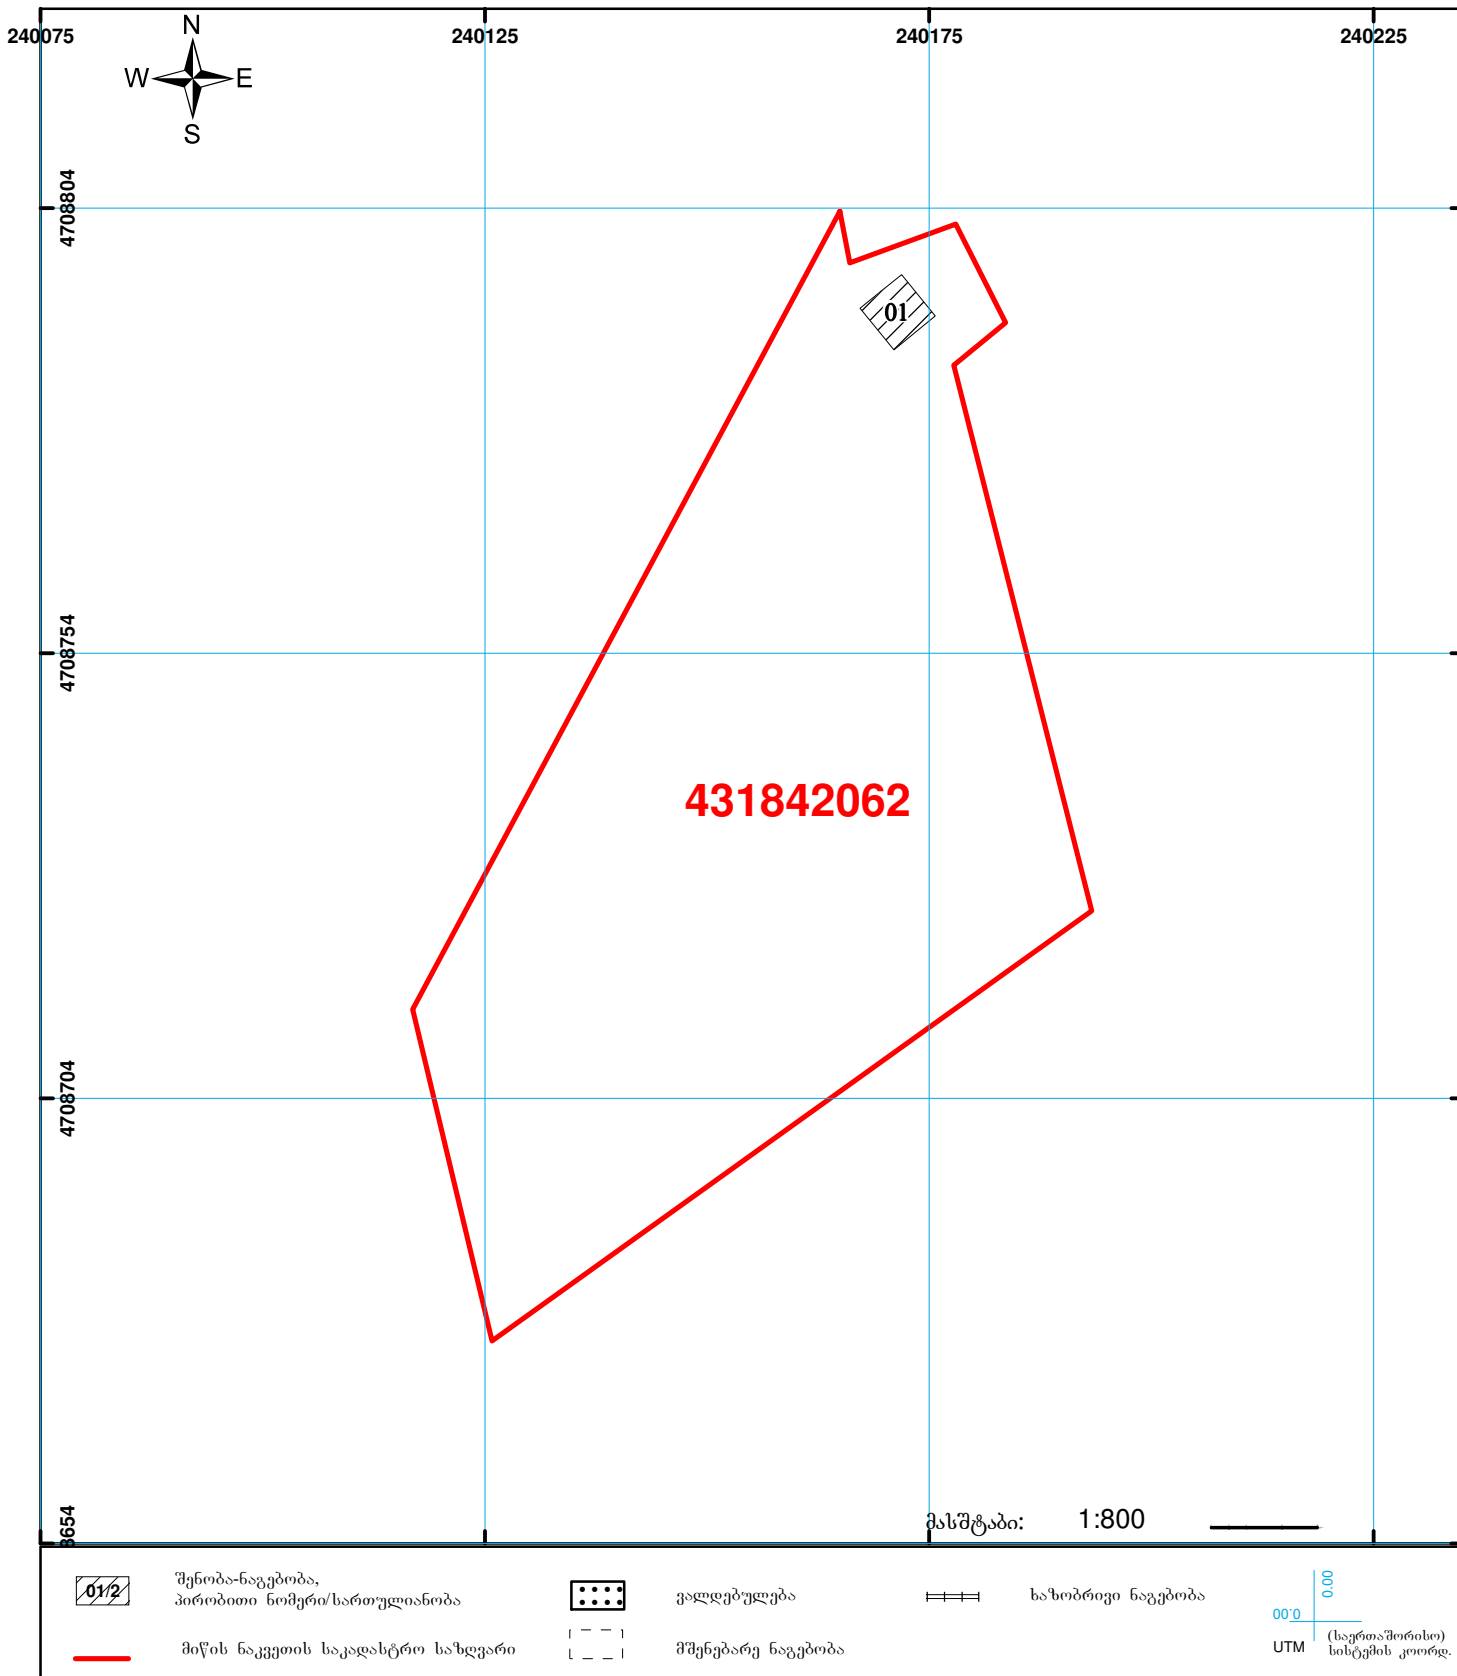 240075 240125 240175 240225
N
W E
S
4708804
01
4708754
431842062
4708704
8654
მასშტაბი: 1:800
01/2
შენობა-ნაგებობა,
პირობითი ნომერი/სართულიანობა
ვალდებულება
ხაზობრივი ნაგებობა
0.00
0.00
UTM
(საერთაშორისო)
სისტემის კოორდ.
მიწის ნაკვეთის საკადასტრო საზღვარი
მშენებარე ნაგებობა